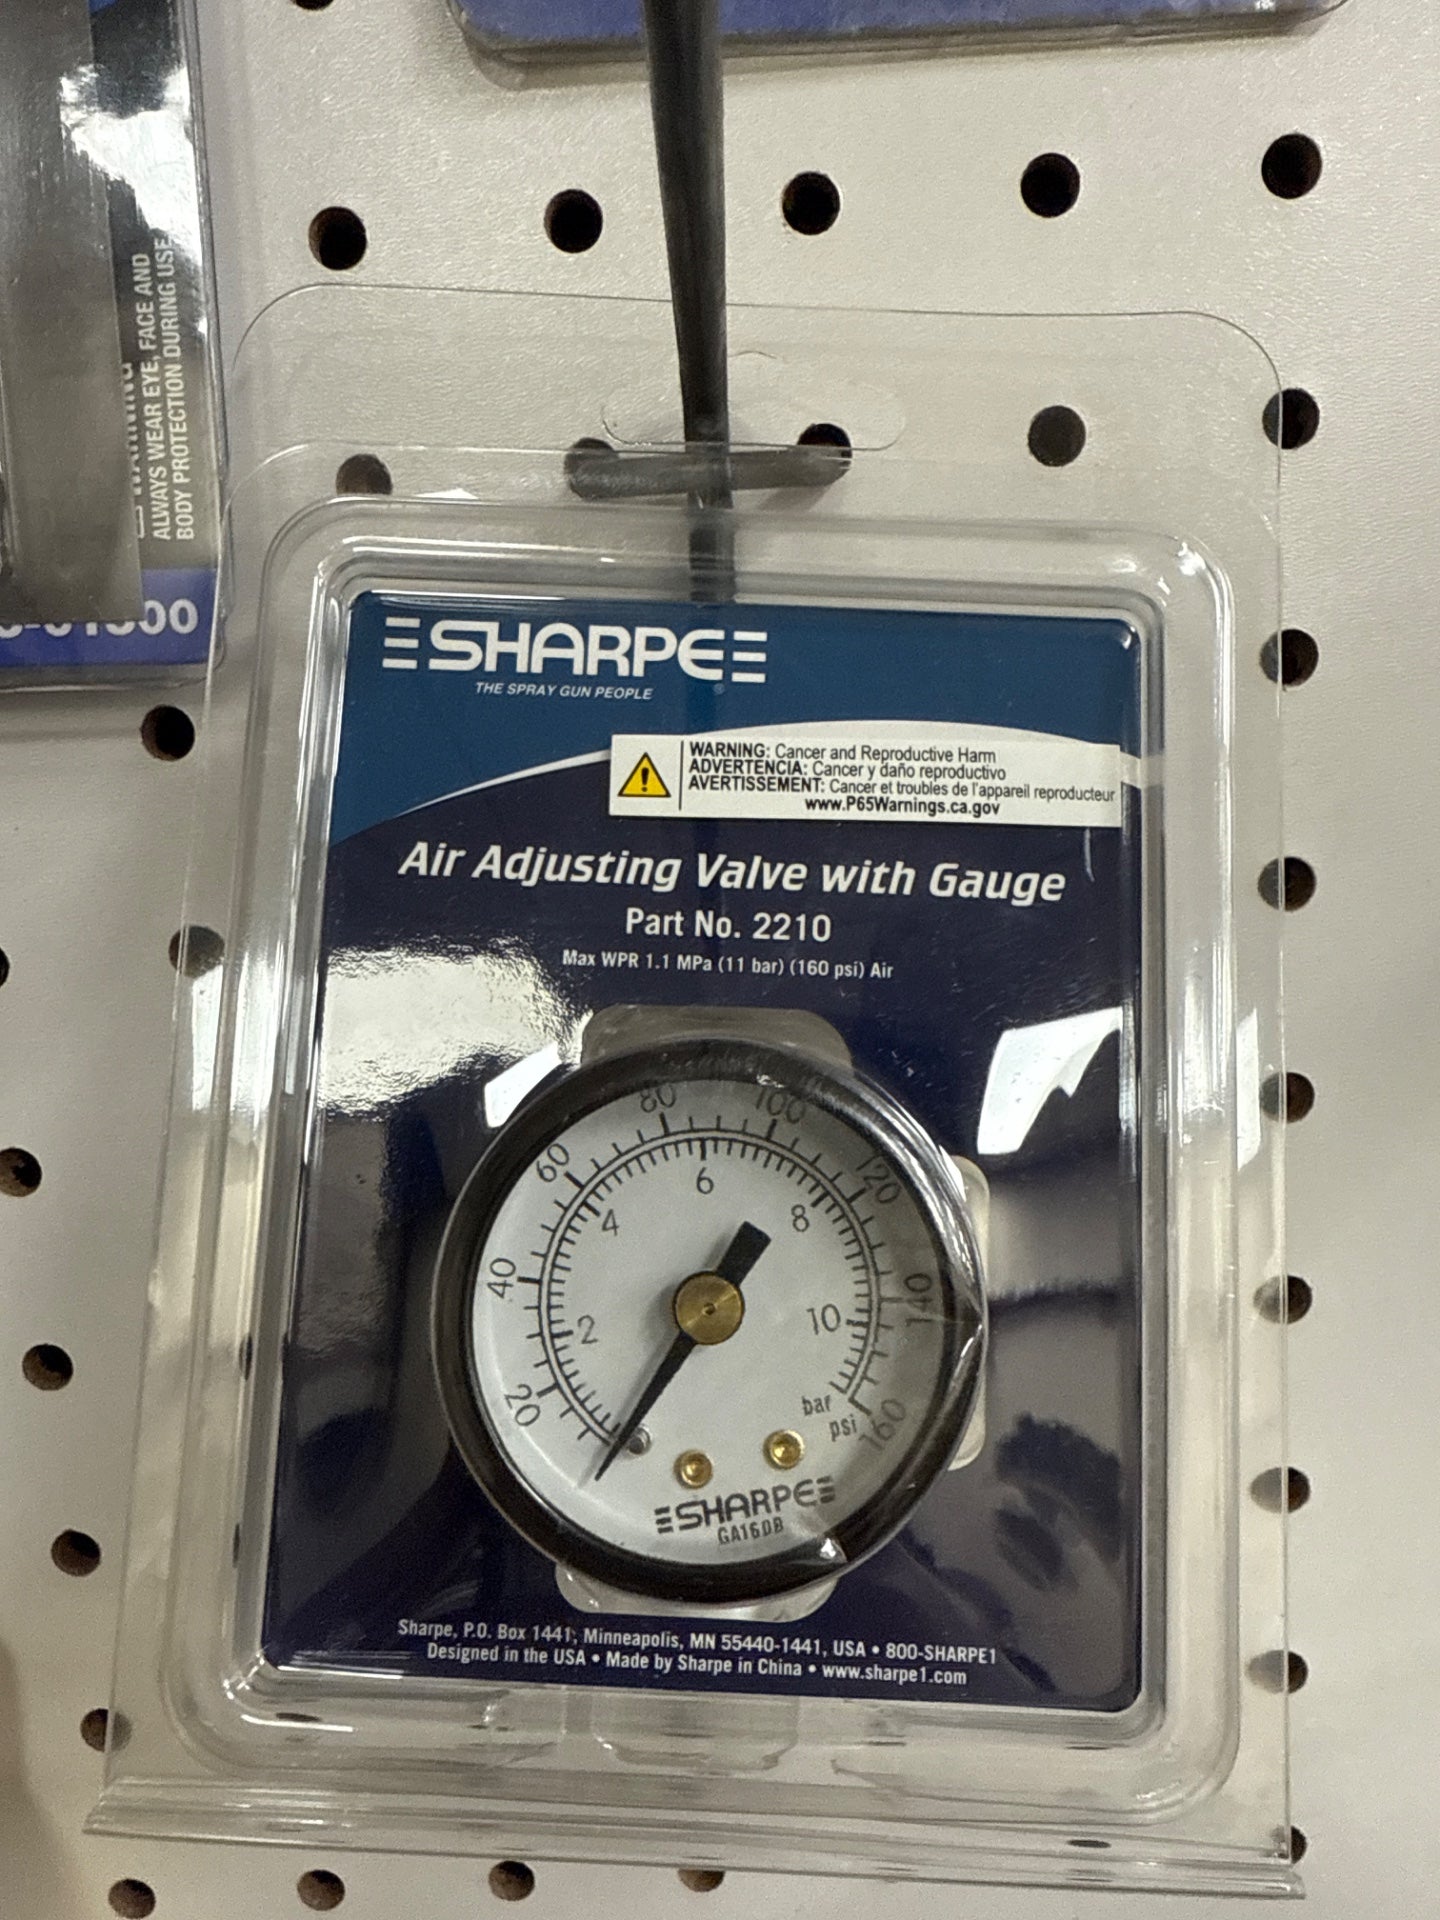 ALWAYS WEAR EYE, FACE AND
BODY PROTECTION DURING USE
SHARPE
THE SPRAY GUN PEOPLE
WARNING: Cancer and Reproductive Harm
ADVERTENCIA: Cancer y daño reproductivo
AVERTISSEMENT: Cancer et troubles de l'appareil reproducteur
www.P65Warnings.ca.gov
Air Adjusting Valve with Gauge
Part No. 2210
Max WPR 1.1 MPa (11 bar) (160 psi) Air
20
40
60
80
100
120
140
160
2
4
6
8
10
bar
psi
SHARPE
GA16DB
Sharpe, P.O. Box 1441, Minneapolis, MN 55440-1441, USA • 800-SHARPE1
Designed in the USA • Made by Sharpe in China • www.sharpe1.com